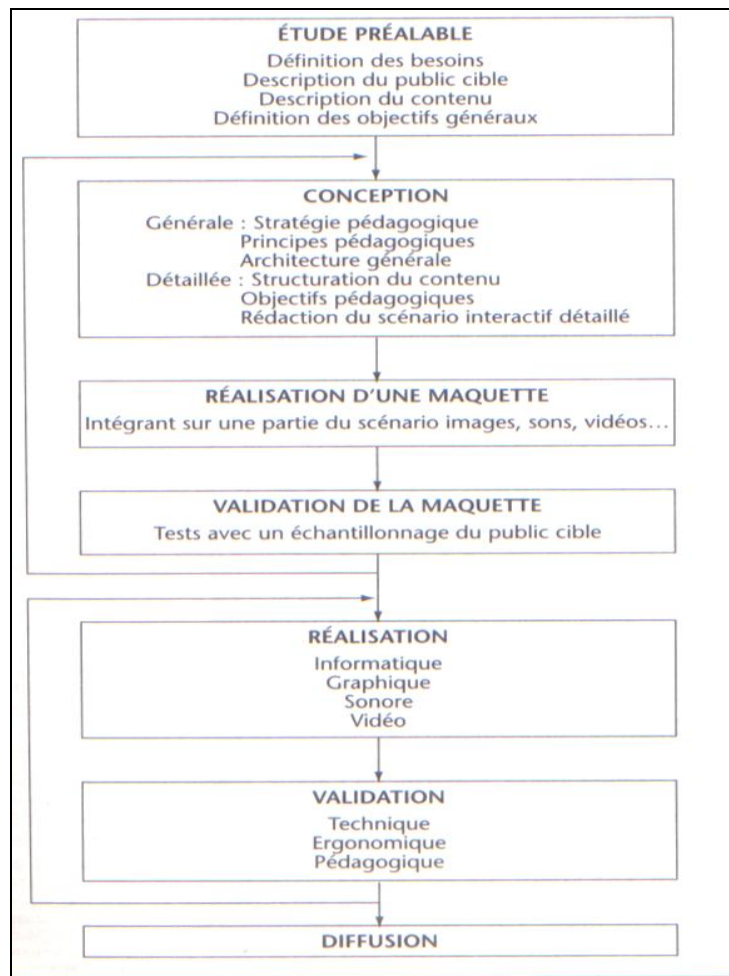 ÉTUDE PRÉALABLE
Définition des besoins
Description du public cible
Description du contenu
Définition des objectifs généraux
CONCEPTION
Générale : Stratégie pédagogique
Principes pédagogiques
Architecture générale
Détaillée : Structuration du contenu
Objectifs pédagogiques
Rédaction du scénario interactif détaillé
RÉALISATION D'UNE MAQUETTE
Intégrant sur une partie du scénario images, sons, vidéos...
VALIDATION DE LA MAQUETTE
Tests avec un échantillonnage du public cible
RÉALISATION
Informatique
Graphique
Sonore
Vidéo
VALIDATION
Technique
Ergonomique
Pédagogique
DIFFUSION